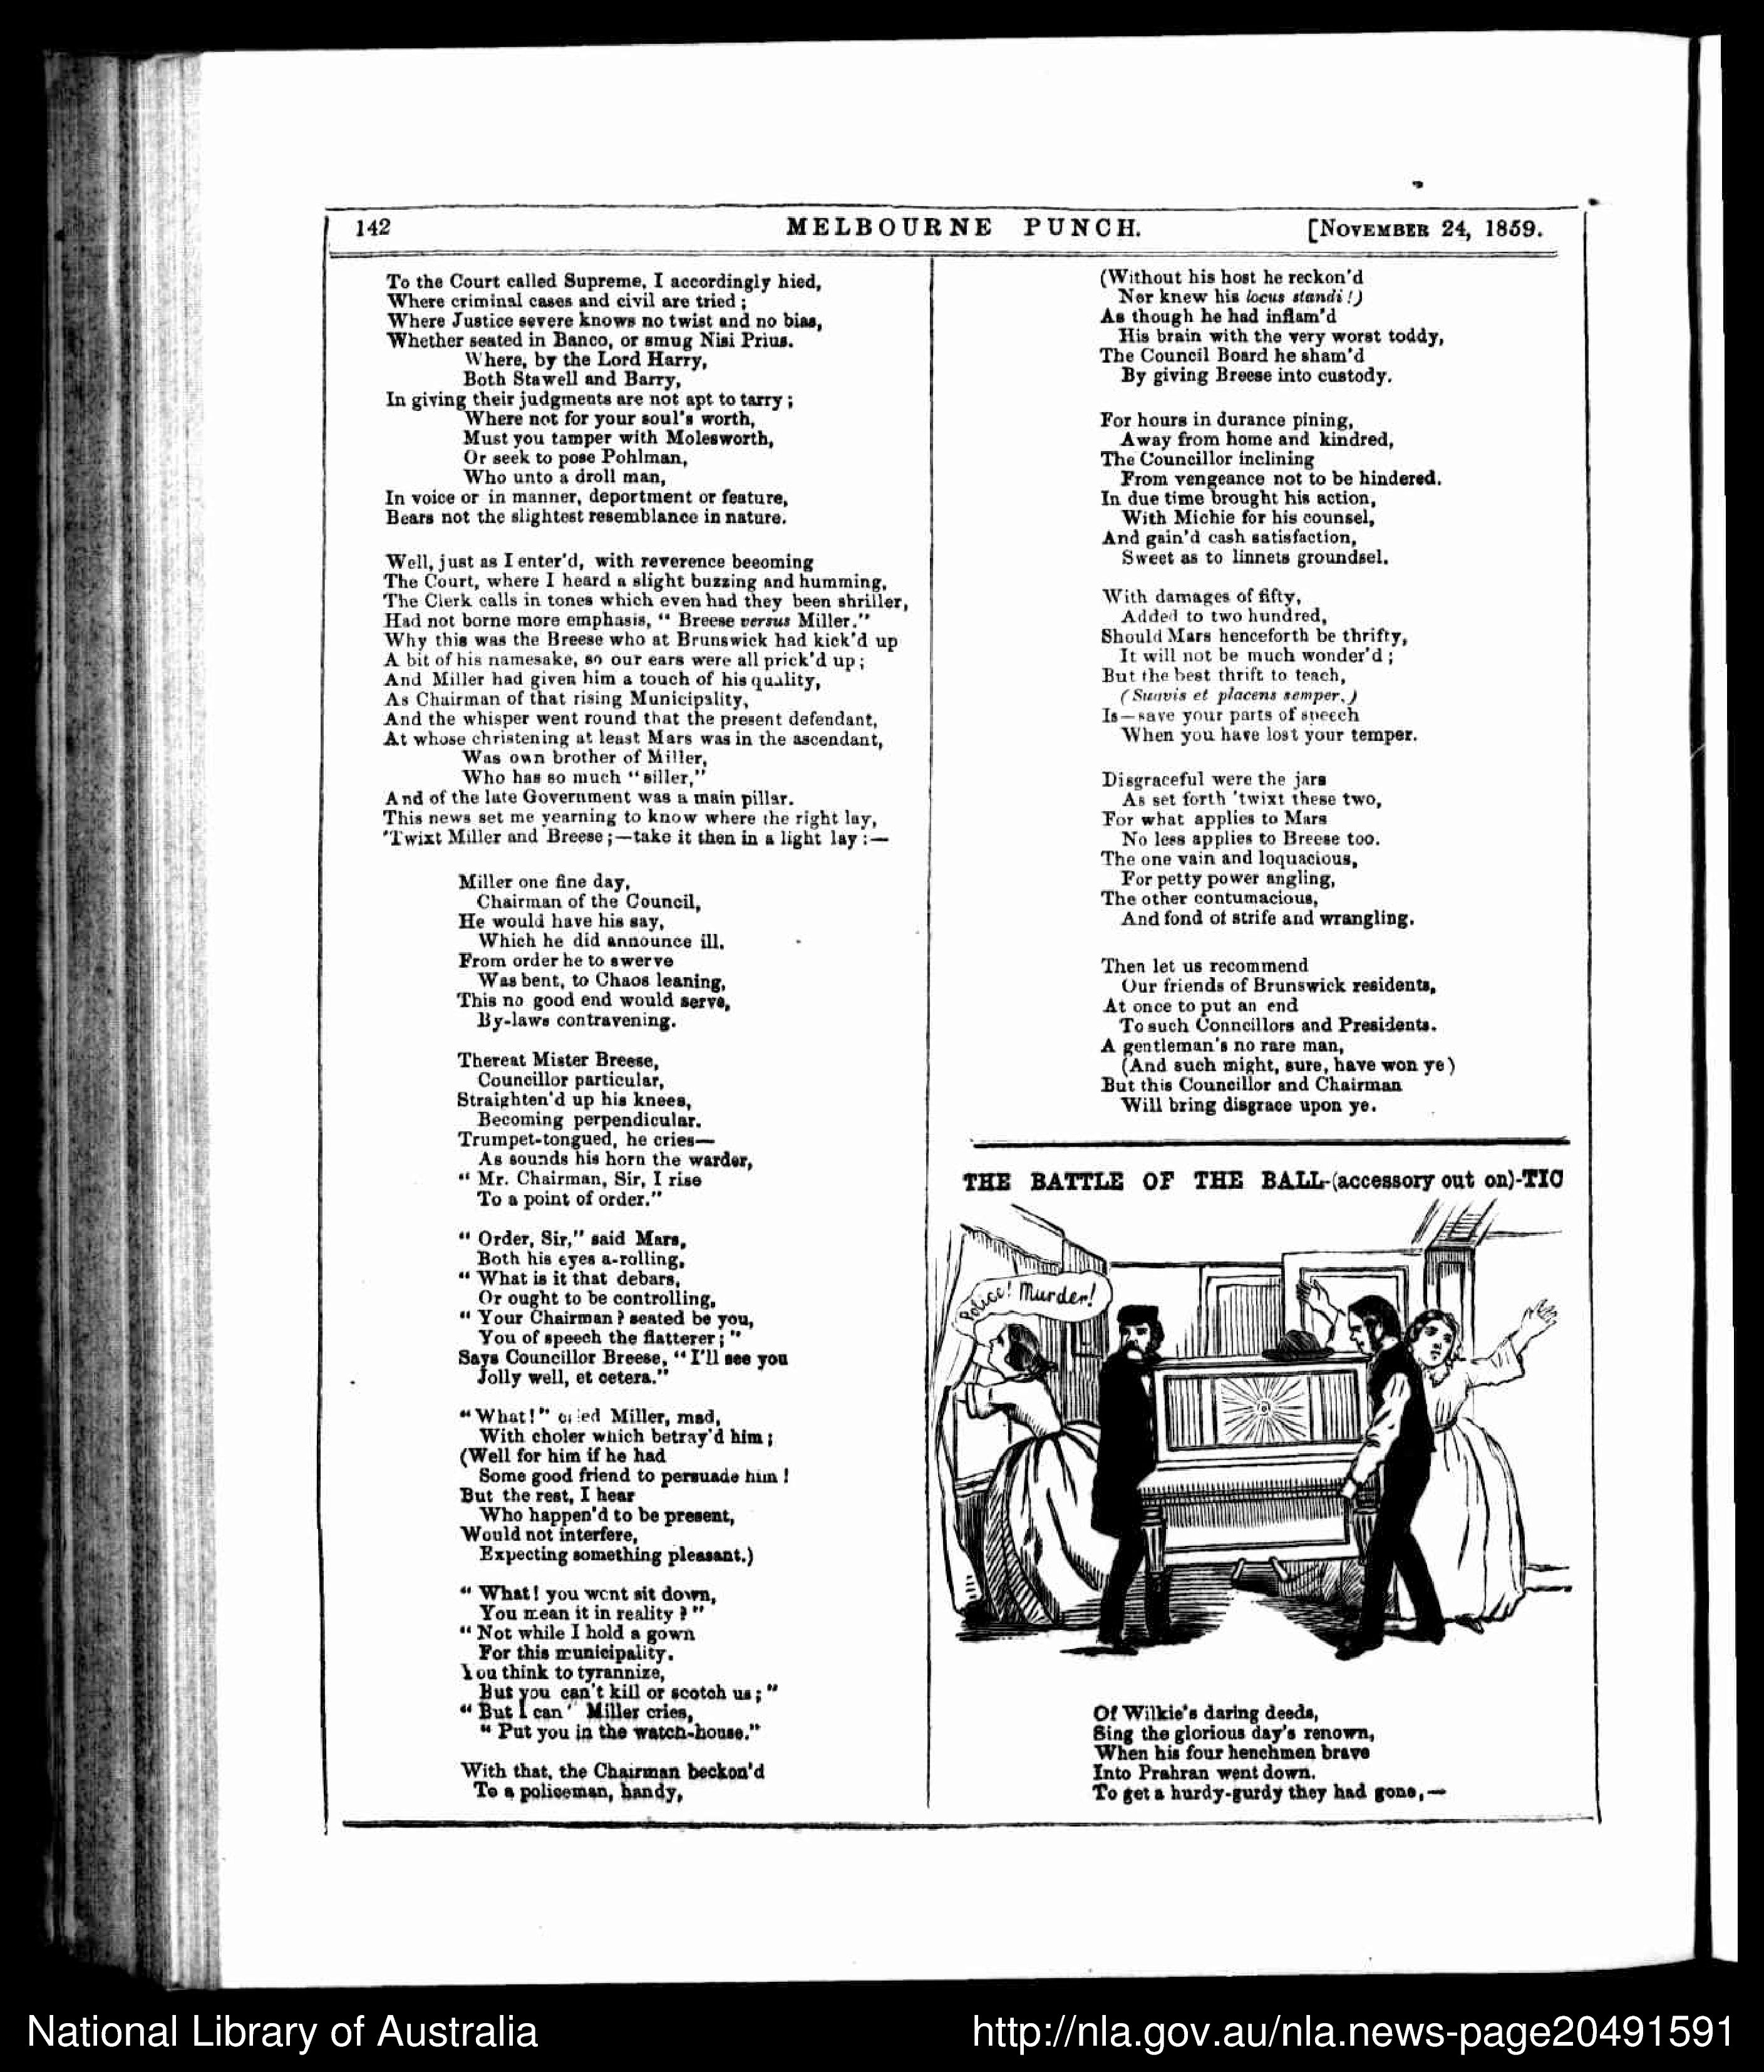 142
MELBOURNE PUNCH.
[NOVEMBER 24, 1859.
To the Court called Supreme, I accordingly hied,
Where criminal cases and civil are tried;
Where Justice severe knows no twist and no bias,
Whether seated in Banco, or smug Nisi Prius.
Where, by the Lord Harry,
Both Stawell and Barry,
In giving their judgments are not apt to tarry;
Where not for your soul's worth,
Must you tamper with Molesworth,
Or seek to pose Pohlman,
Who unto a droll man,
In voice or in manner, deportment or feature,
Bears not the slightest resemblance in nature.
Well, just as I enter'd, with reverence beeoming
The Court, where I heard a slight buzzing and humming,
The Clerk calls in tones which even had they been shriller,
Had not borne more emphasis, "Breese versus Miller."
Why this was the Breese who at Brunswick had kick'd up
A bit of his namesake, so our ears were all prick'd up;
And Miller had given him a touch of his quality,
As Chairman of that rising Municipality,
And the whisper went round that the present defendant,
At whose christening at least Mars was in the ascendant,
Was own brother of Miller,
Who has so much "siller,"
And of the late Government was a main pillar.
This news set me yearning to know where the right lay,
'Twixt Miller and Breese;—take it then in a light lay:—
Miller one fine day,
Chairman of the Council,
He would have his say,
Which he did announce ill.
From order he to swerve
Was bent, to Chaos leaning,
This no good end would serve,
By-laws contravening.
Thereat Mister Breese,
Councillor particular,
Straighten'd up his knees,
Becoming perpendicular.
Trumpet-tongued, he cries—
As sounds his horn the warder,
"Mr. Chairman, Sir, I rise
To a point of order."
"Order, Sir," said Mars,
Both his eyes a-rolling,
"What is it that debars,
Or ought to be controlling,
"Your Chairman? seated be you,
You of speech the flatterer;"
Says Councillor Breese, "I'll see you
Jolly well, et cetera."
"What!" cried Miller, mad,
With choler which betray'd him;
(Well for him if he had
Some good friend to persuade him!
But the rest, I hear
Who happen'd to be present,
Would not interfere,
Expecting something pleasant.)
"What! you wont sit down,
You mean it in reality?"
"Not while I hold a gown
For this municipality.
You think to tyrannize,
But you can't kill or scotch us;"
"But I can" Miller cries,
"Put you in the watch-house."
With that, the Chairman beckon'd
To a policeman, handy,
(Without his host he reckon'd
Nor knew his locus standi!)
As though he had inflam'd
His brain with the very worst toddy,
The Council Board he sham'd
By giving Breese into custody.
For hours in durance pining,
Away from home and kindred,
The Councillor inclining
From vengeance not to be hindered.
In due time brought his action,
With Michie for his counsel,
And gain'd cash satisfaction,
Sweet as to linnets groundsel.
With damages of fifty,
Added to two hundred,
Should Mars henceforth be thrifty,
It will not be much wonder'd;
But the best thrift to teach,
(Suavis et placens semper,)
Is—save your parts of speech
When you have lost your temper.
Disgraceful were the jars
As set forth 'twixt these two,
For what applies to Mars
No less applies to Breese too.
The one vain and loquacious,
For petty power angling,
The other contumacious,
And fond of strife and wrangling.
Then let us recommend
Our friends of Brunswick residents,
At once to put an end
To such Conncillors and Presidents.
A gentleman's no rare man,
(And such might, sure, have won ye)
But this Councillor and Chairman
Will bring disgrace upon ye.
THE BATTLE OF THE BALL-(accessory out on)-TIC
Police! Murder!
Of Wilkie's daring deeds,
Sing the glorious day's renown,
When his four henchmen brave
Into Prahran went down.
To get a hurdy-gurdy they had gone,—
National Library of Australia
http://nla.gov.au/nla.news-page20491591